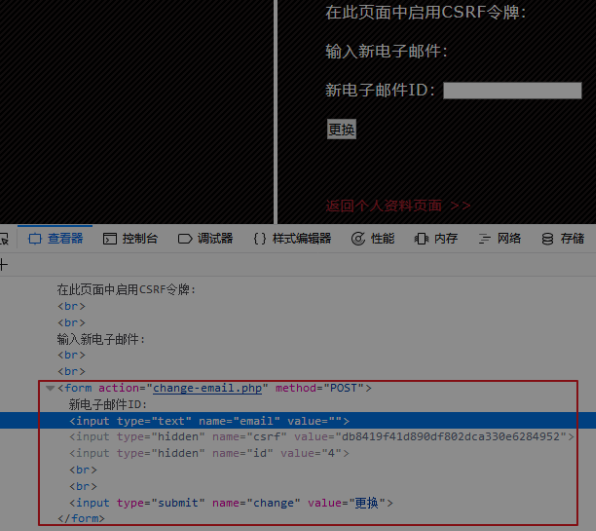 在此页面中启用CSRF令牌:
输入新电子邮件:
新电子邮件ID:
更换
返回个人资料页面 >>
查看器 控制台 调试器 {} 样式编辑器 性能 内存 网络 存储
+
在此页面中启用CSRF令牌:
<br>
<br>
输入新电子邮件:
<br>
<br>
<form action="change-email.php" method="POST">
新电子邮件ID:
<input type="text" name="email" value="">
<input type="hidden" name="csrf" value="db8419f41d890df802dca330e6284952">
<input type="hidden" name="id" value="4">
<br>
<br>
<input type="submit" name="change" value="更换">
</form>